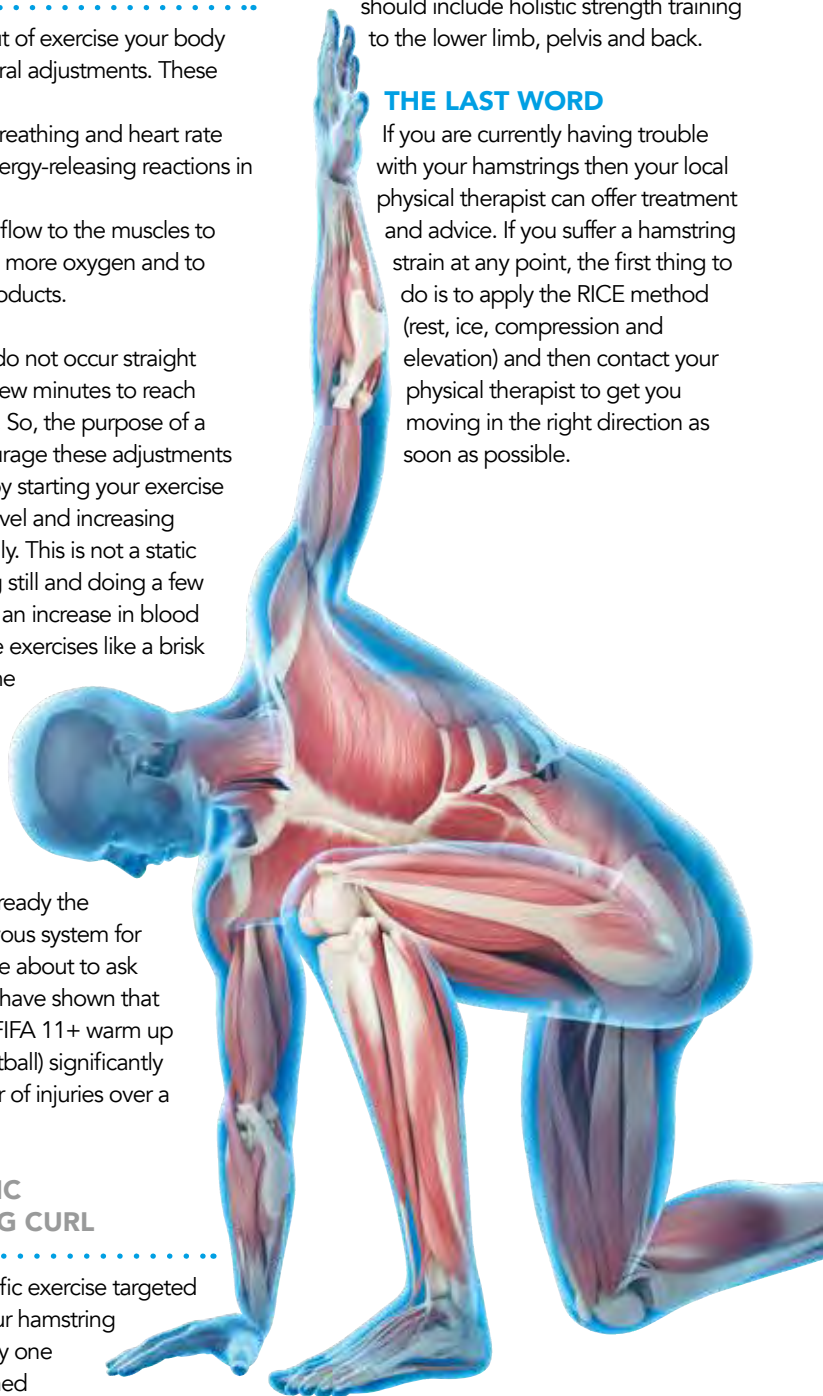 ut of exercise your body
ral adjustments. These
reathing and heart rate
ergy-releasing reactions in
flow to the muscles to
more oxygen and to
oducts.
do not occur straight
ew minutes to reach
So, the purpose of a
urage these adjustments
y starting your exercise
vel and increasing
ly. This is not a static
g still and doing a few
an increase in blood
e exercises like a brisk
ne
ready the
ous system for
e about to ask
have shown that
FIFA 11+ warm up
tball) significantly
r of injuries over a
IC
G CURL
fic exercise targeted
ur hamstring
y one
ned
should include holistic strength training
to the lower limb, pelvis and back.
THE LAST WORD
If you are currently having trouble
with your hamstrings then your local
physical therapist can offer treatment
and advice. If you suffer a hamstring
strain at any point, the first thing to
do is to apply the RICE method
(rest, ice, compression and
elevation) and then contact your
physical therapist to get you
moving in the right direction as
soon as possible.